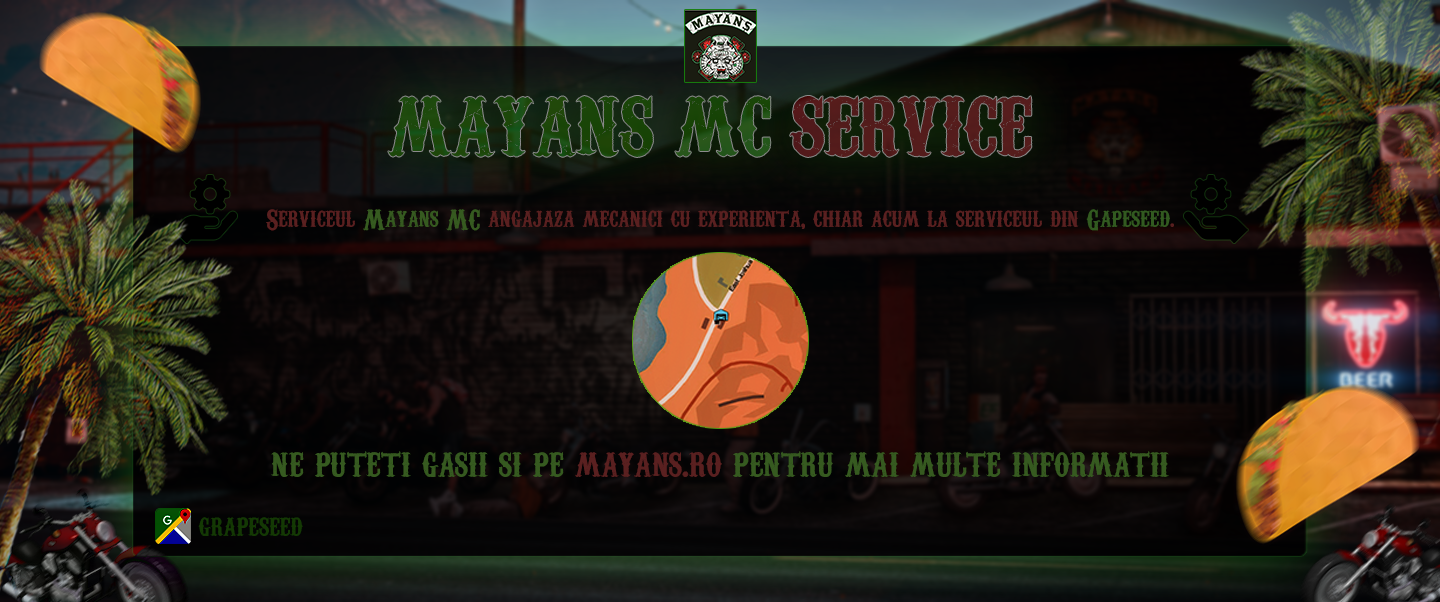 MAYANS
MAYANS MC SERVICE
Serviceul Mayans MC angajaza mecanici cu experienta, chiar acum la serviceul din Gapeseed.
NE PUTETI GASII SI PE MAYANS.RO PENTRU MAI MULTE INFORMATII
G GRAPESEED
BEER